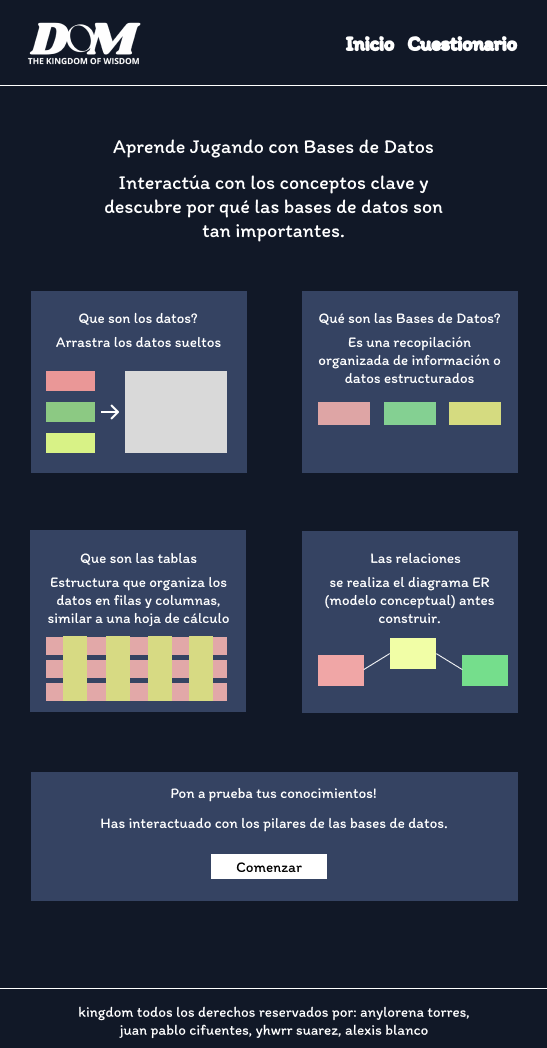 DOM
THE KINGDOM OF WISDOM
Inicio Cuestionario
Aprende Jugando con Bases de Datos
Interactúa con los conceptos clave y
descubre por qué las bases de datos son
tan importantes.
Que son los datos?
Arrastra los datos sueltos
Qué son las Bases de Datos?
Es una recopilación
organizada de información o
datos estructurados
Que son las tablas
Estructura que organiza los
datos en filas y columnas,
similar a una hoja de cálculo
Las relaciones
se realiza el diagrama ER
(modelo conceptual) antes
construir.
Pon a prueba tus conocimientos!
Has interactuado con los pilares de las bases de datos.
Comenzar
kingdom todos los derechos reservados por: anylorena torres,
juan pablo cifuentes, yhwrr suarez, alexis blanco